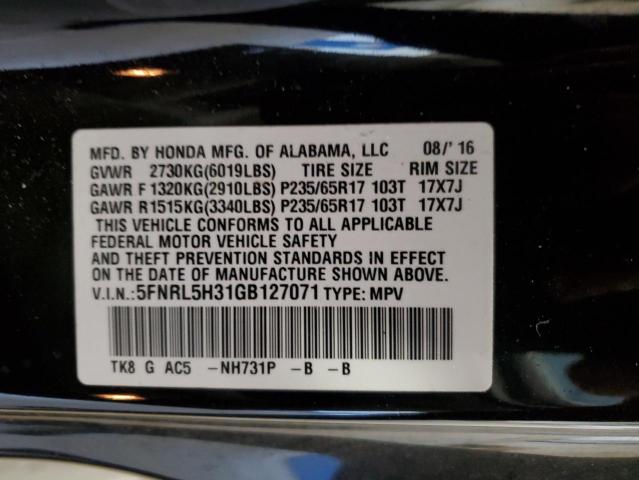 MFD. BY HONDA MFG. OF ALABAMA, LLC 08/' 16
GVWR 2730KG(6019LBS) TIRE SIZE RIM SIZE
GAWR F 1320KG(2910LBS) P235/65R17 103T 17X7J
GAWR R1515KG(3340LBS) P235/65R17 103T 17X7J
THIS VEHICLE CONFORMS TO ALL APPLICABLE
FEDERAL MOTOR VEHICLE SAFETY
AND THEFT PREVENTION STANDARDS IN EFFECT
ON THE DATE OF MANUFACTURE SHOWN ABOVE.
V.I.N.:5FNRL5H31GB127071 TYPE: MPV
TK8 G AC5 -NH731P -B -B